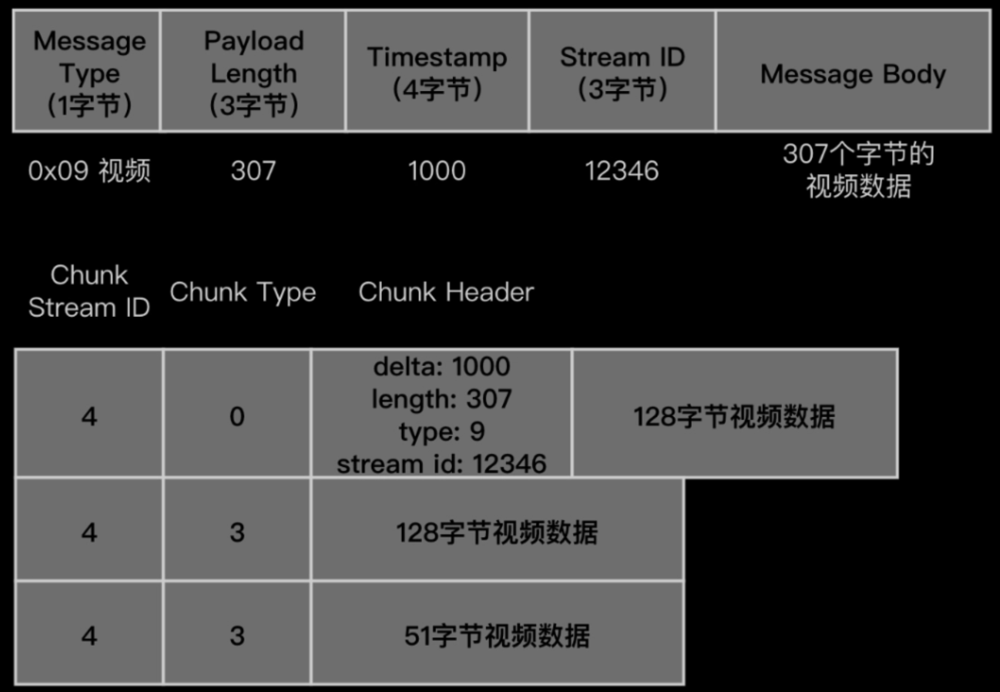 Message
Type
(1字节)
Payload
Length
(3字节)
Timestamp
(4字节)
Stream ID
(3字节)
Message Body
0x09 视频
307
1000
12346
307个字节的
视频数据
Chunk
Stream ID
Chunk Type
Chunk Header
4
0
delta: 1000
length: 307
type: 9
stream id: 12346
128字节视频数据
4
3
128字节视频数据
4
3
51字节视频数据